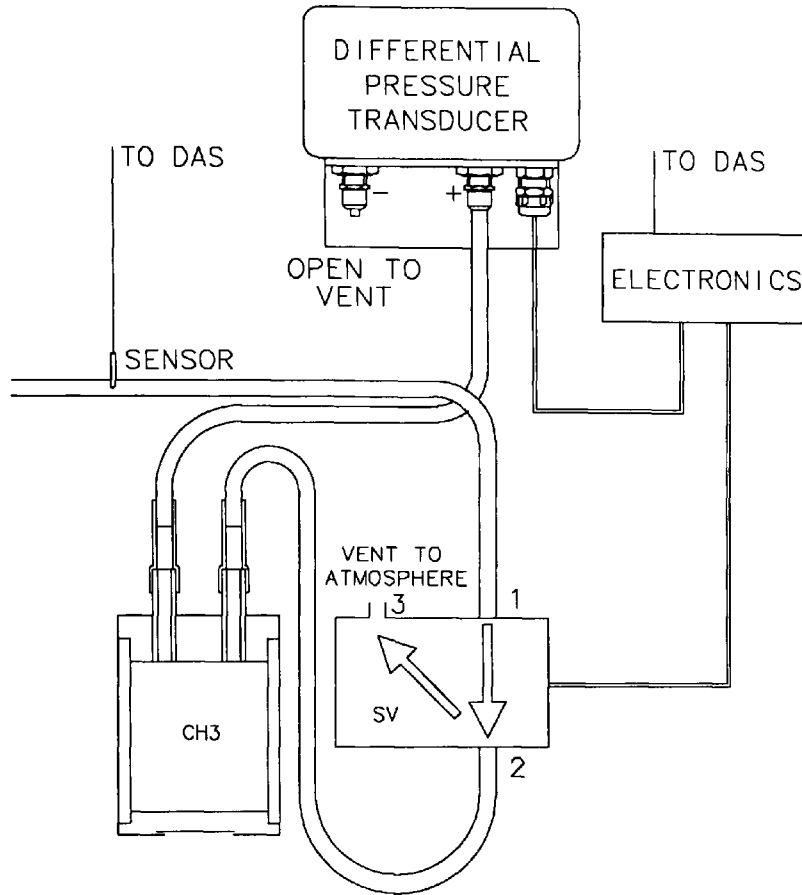 DIFFERENTIAL
PRESSURE
TRANSDUCER
TO DAS
TO DAS
- +
OPEN TO
VENT
ELECTRONICS
SENSOR
VENT TO
ATMOSPHERE
3 1
SV
CH3
2